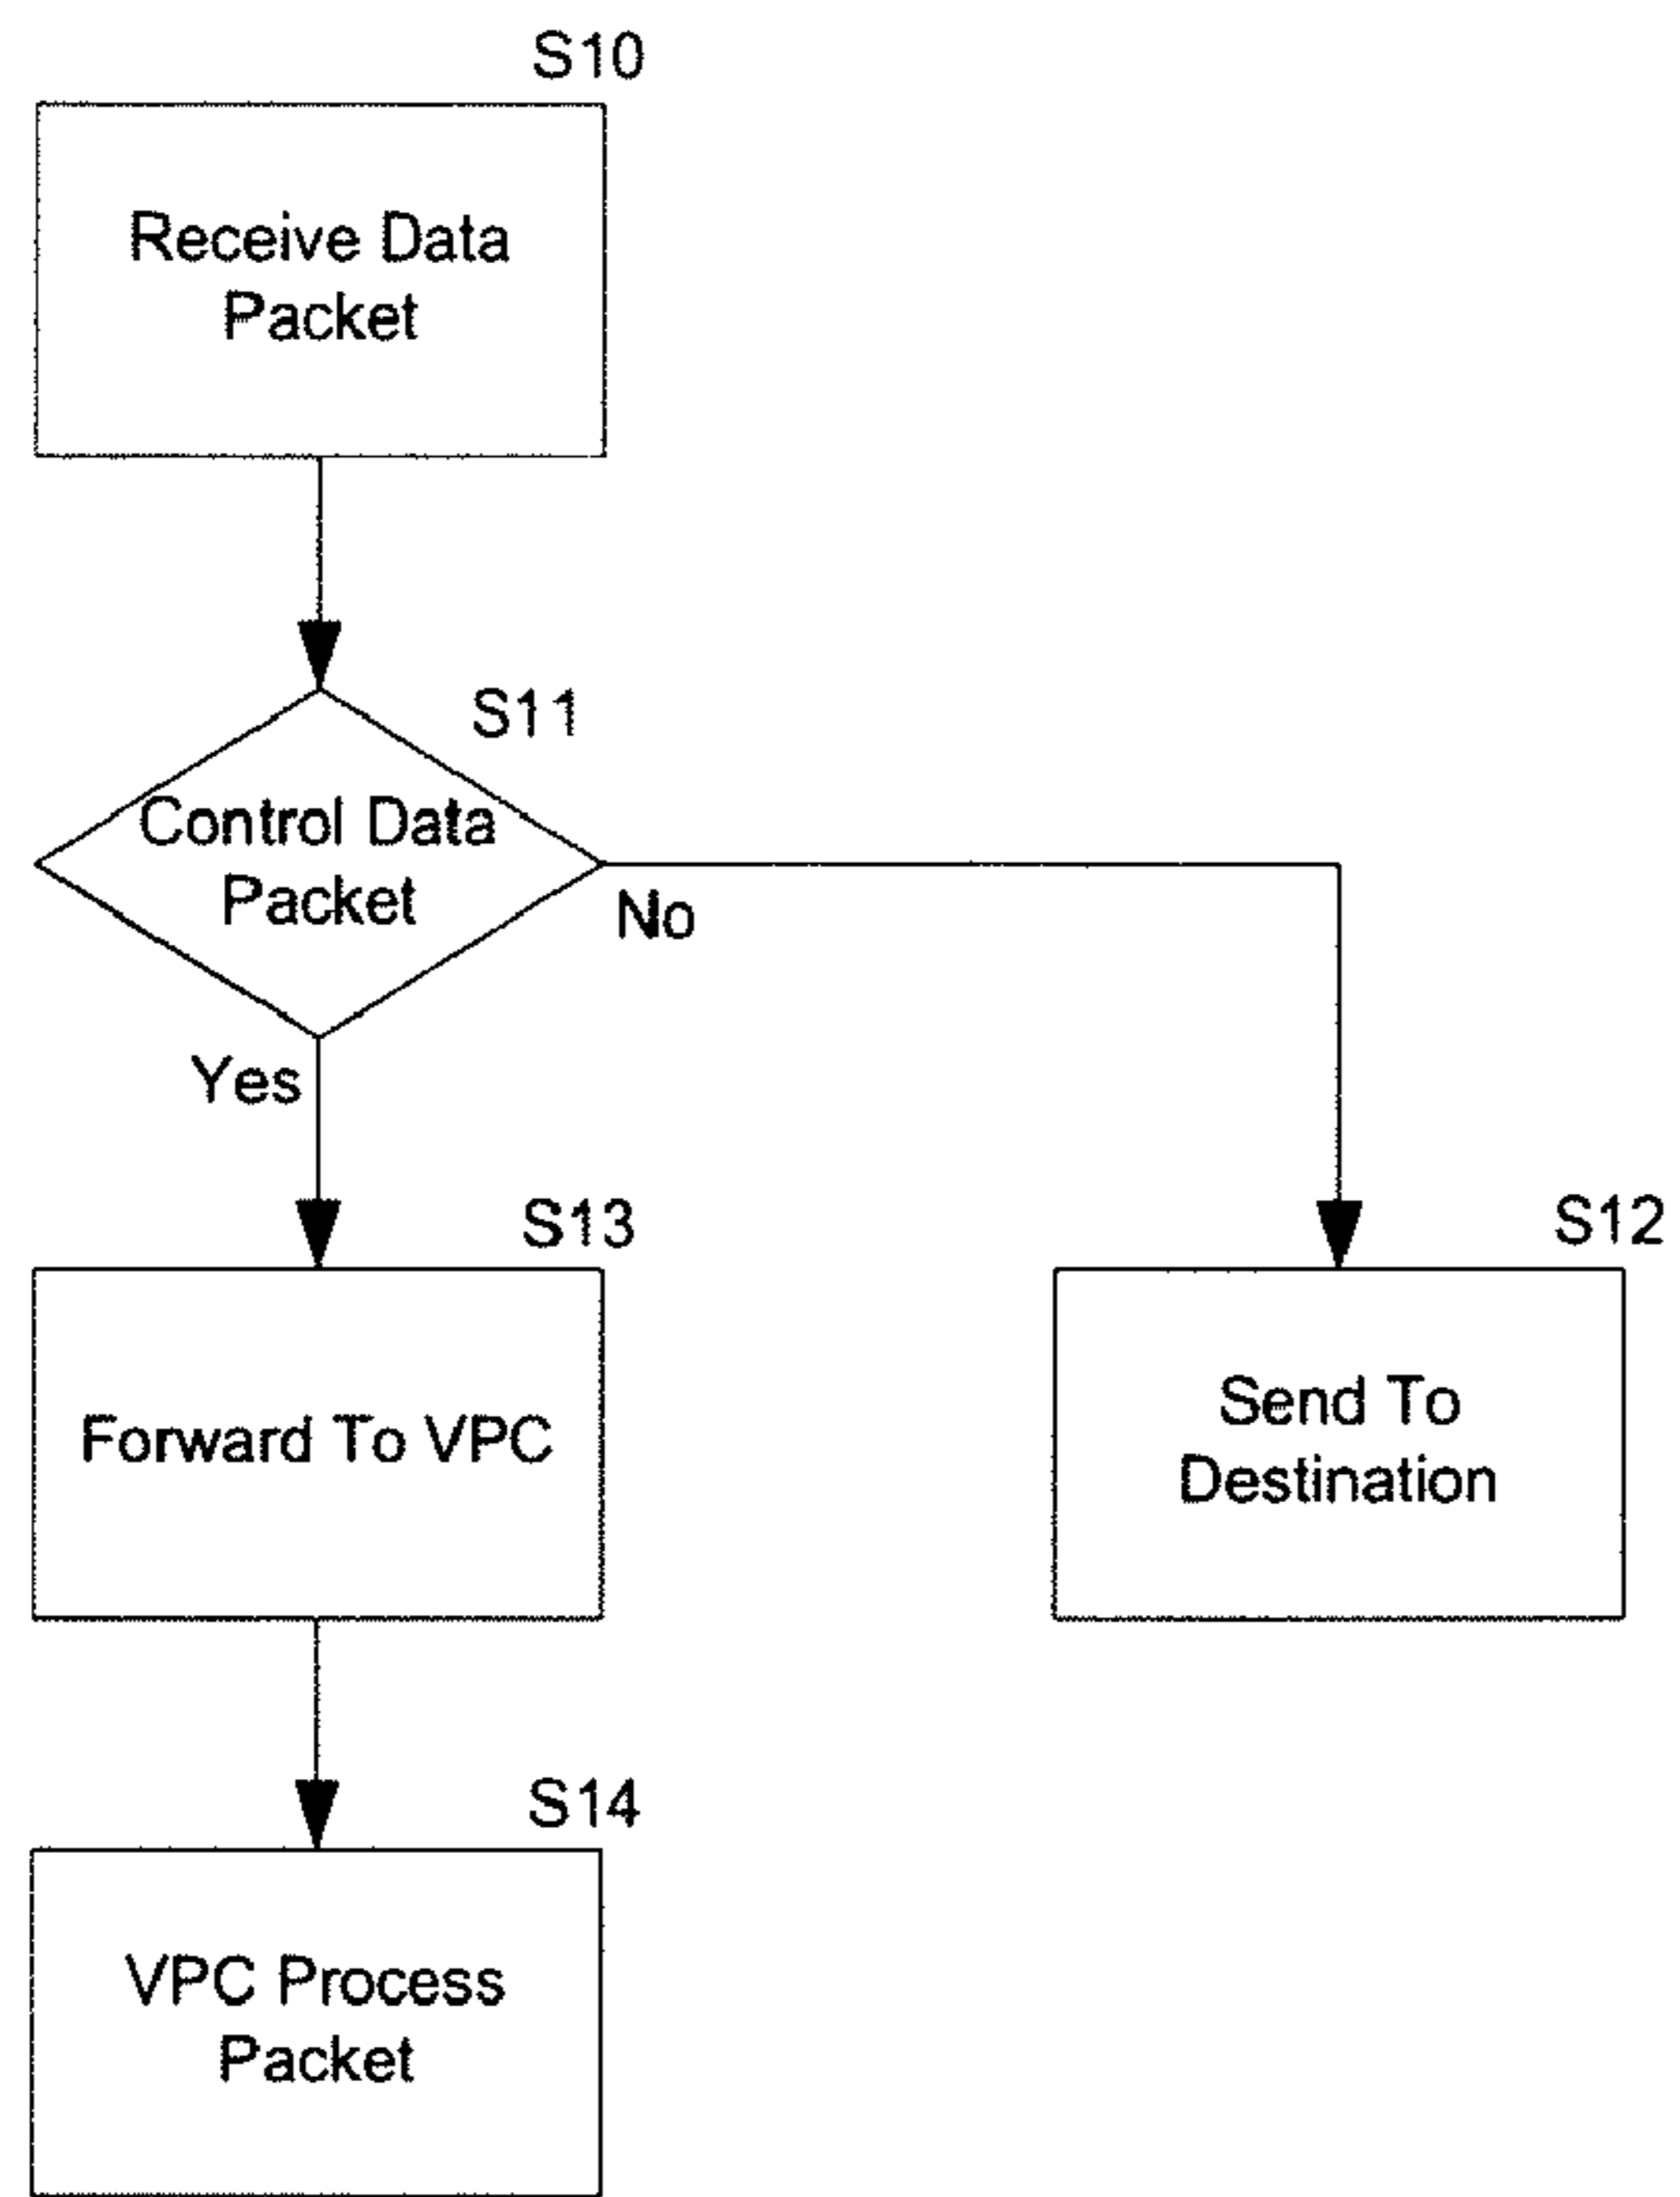 S10
Receive Data
Packet
S11
Control Data
Packet
No
Yes
S13
Forward To VPC
S12
Send To
Destination
S14
VPC Process
Packet